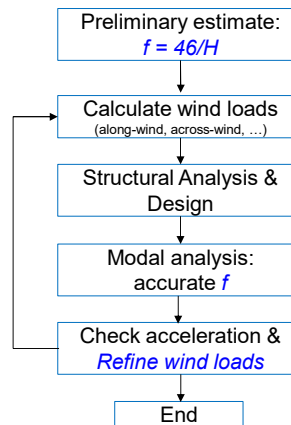 Preliminary estimate:
f = 46/H
Calculate wind loads
(along-wind, across-wind, …)
Structural Analysis &
Design
Modal analysis:
accurate f
Check acceleration &
Refine wind loads
End